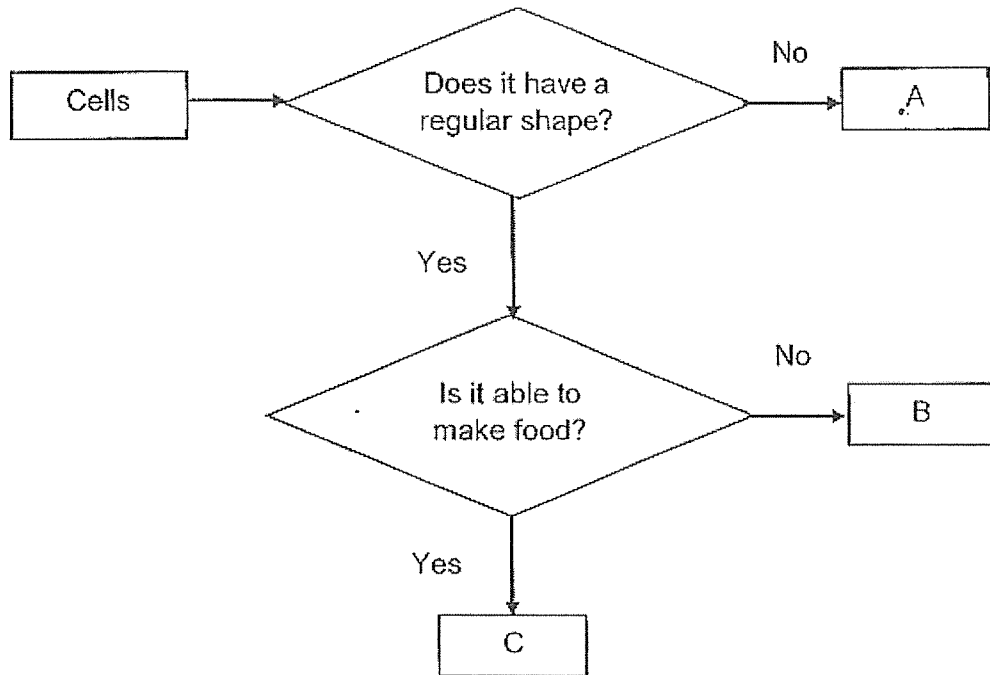 Cells
Does it have a
regular shape?
No
A
Yes
Is it able to
make food?
No
B
Yes
C